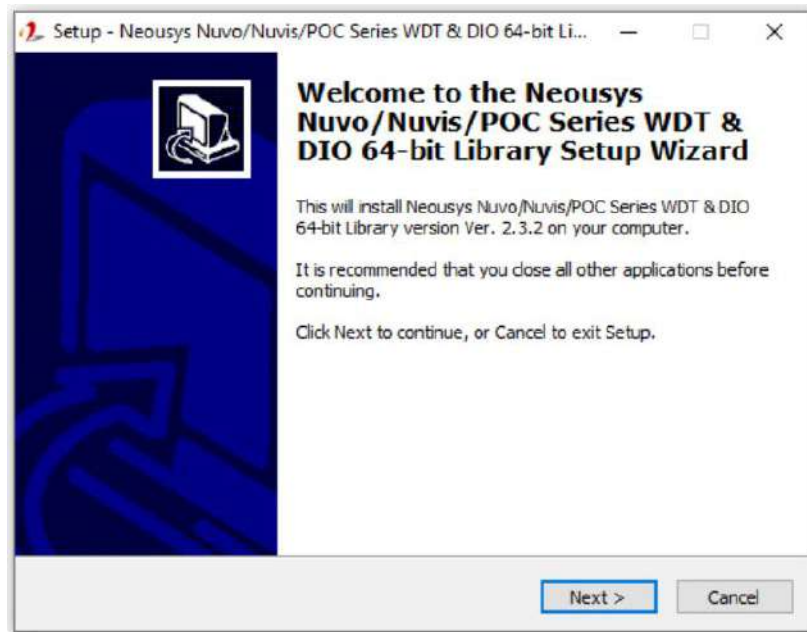 Setup - Neousys Nuvo/Nuvis/POC Series WDT & DIO 64-bit Li...
Welcome to the Neousys
Nuvo/Nuvis/POC Series WDT &
DIO 64-bit Library Setup Wizard
This will install Neousys Nuvo/Nuvis/POC Series WDT & DIO
64-bit Library version Ver. 2.3.2 on your computer.
It is recommended that you close all other applications before
continuing.
Click Next to continue, or Cancel to exit Setup.
Next >
Cancel